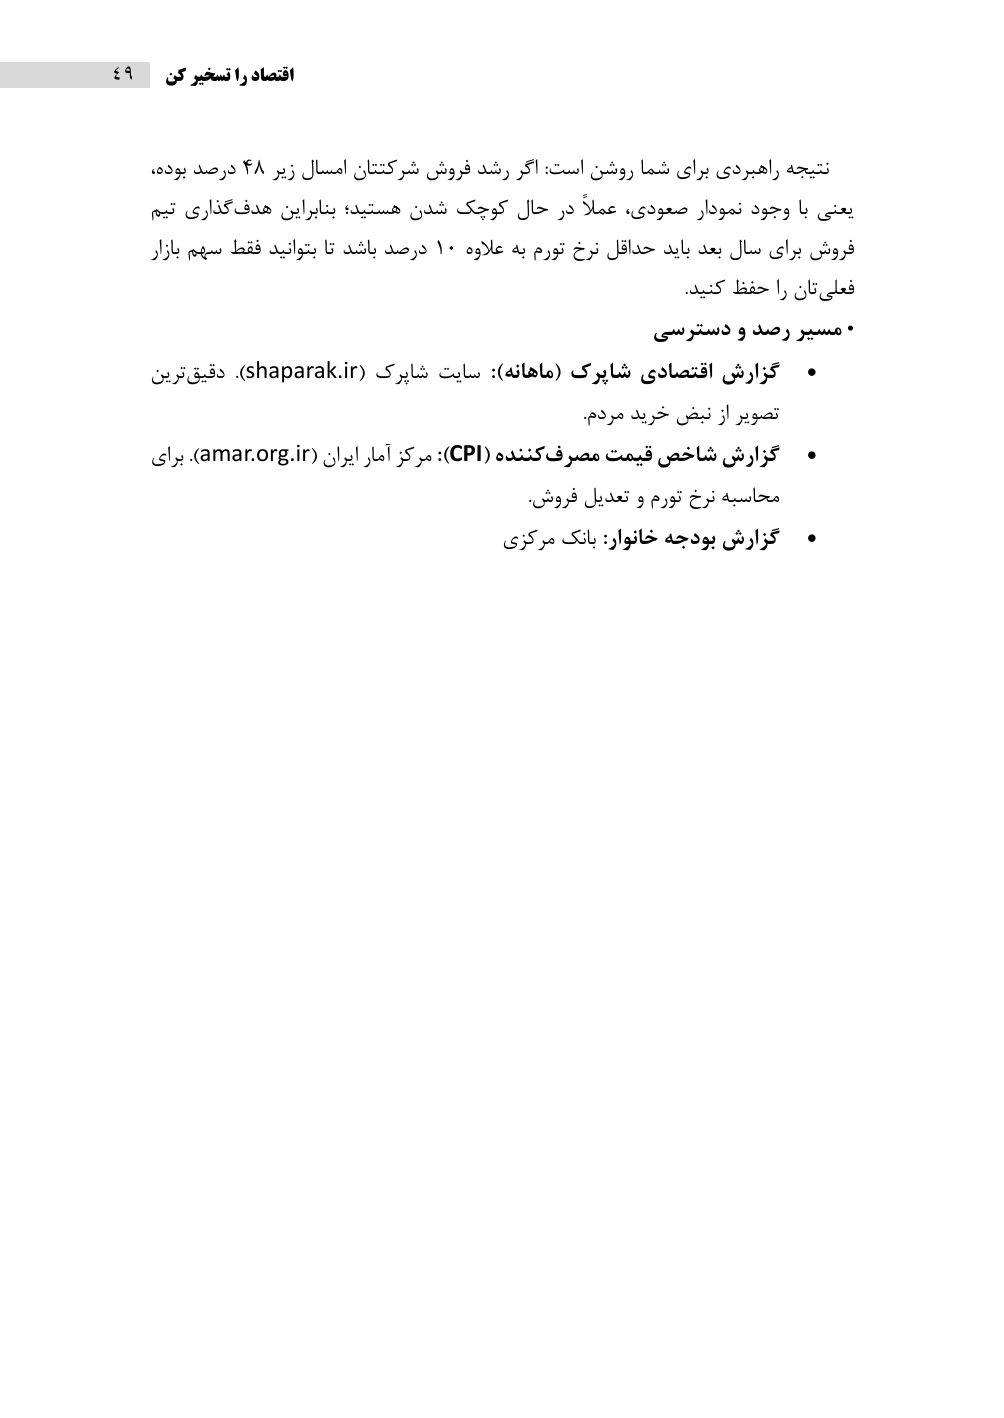 اقتصاد را تسخیر کن ٤٩
نتیجه راهبردی برای شما روشن است: اگر رشد فروش شرکتتان امسال زیر ۴۸ درصد بوده،
یعنی با وجود نمودار صعودی، عملاً در حال کوچک شدن هستید؛ بنابراین هدف‌گذاری تیم
فروش برای سال بعد باید حداقل نرخ تورم به علاوه ۱۰ درصد باشد تا بتوانید فقط سهم بازار
فعلی‌تان را حفظ کنید.
• مسیر رصد و دسترسی
• گزارش اقتصادی شاپرک (ماهانه): سایت شاپرک (shaparak.ir). دقیق‌ترین
تصویر از نبض خرید مردم.
• گزارش شاخص قیمت مصرف‌کننده (CPI): مرکز آمار ایران (amar.org.ir). برای
محاسبه نرخ تورم و تعدیل فروش.
• گزارش بودجه خانوار: بانک مرکزی